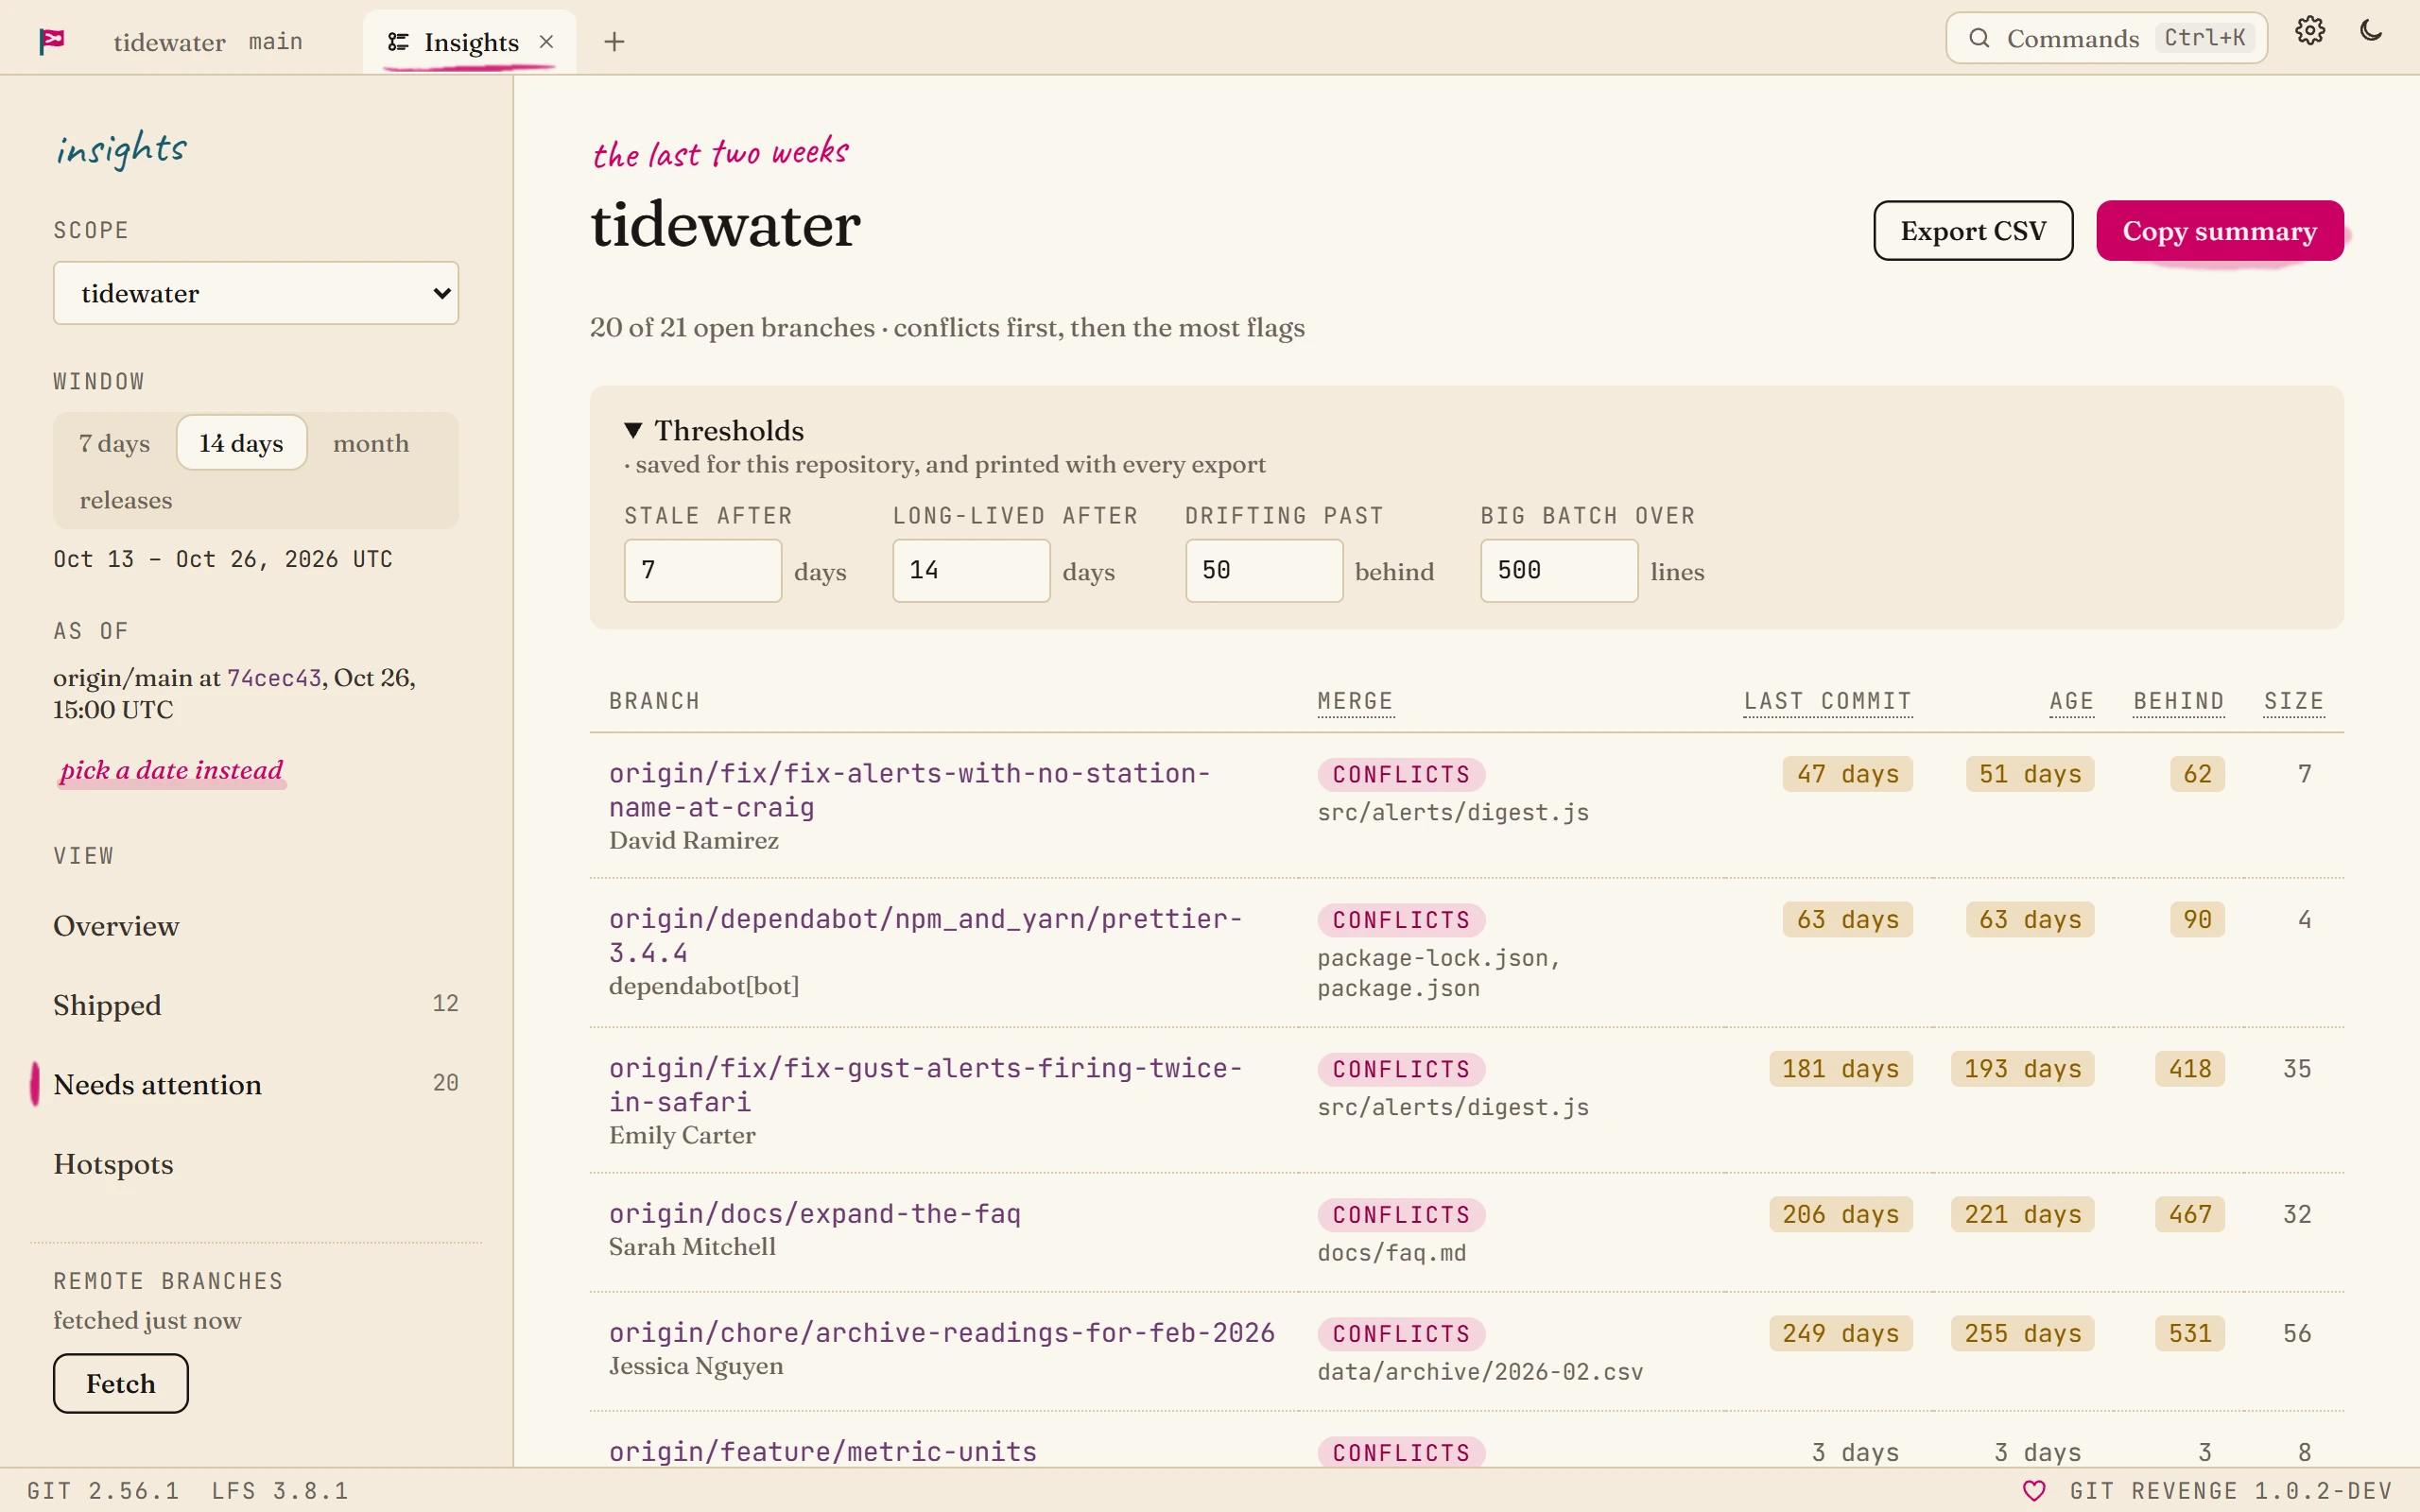 tidewater main Insights Commands Ctrl+K
insights
SCOPE
tidewater
WINDOW
7 days 14 days month
releases
Oct 13 – Oct 26, 2026 UTC
AS OF
origin/main at 74cec43, Oct 26,
15:00 UTC
pick a date instead
VIEW
Overview
Shipped 12
Needs attention 20
Hotspots
REMOTE BRANCHES
fetched just now
Fetch
the last two weeks
tidewater
Export CSV Copy summary
20 of 21 open branches · conflicts first, then the most flags
▼ Thresholds
· saved for this repository, and printed with every export
STALE AFTER LONG-LIVED AFTER DRIFTING PAST BIG BATCH OVER
7 days 14 days 50 behind 500 lines
BRANCH MERGE LAST COMMIT AGE BEHIND SIZE
origin/fix/fix-alerts-with-no-station- CONFLICTS 47 days 51 days 62 7
name-at-craig src/alerts/digest.js
David Ramirez
origin/dependabot/npm_and_yarn/prettier- CONFLICTS 63 days 63 days 90 4
3.4.4 package-lock.json,
dependabot[bot] package.json
origin/fix/fix-gust-alerts-firing-twice- CONFLICTS 181 days 193 days 418 35
in-safari src/alerts/digest.js
Emily Carter
origin/docs/expand-the-faq CONFLICTS 206 days 221 days 467 32
Sarah Mitchell docs/faq.md
origin/chore/archive-readings-for-feb-2026 CONFLICTS 249 days 255 days 531 56
Jessica Nguyen data/archive/2026-02.csv
origin/feature/metric-units CONFLICTS 3 days 3 days 3 8
GIT 2.56.1 LFS 3.8.1 GIT REVENGE 1.0.2-DEV